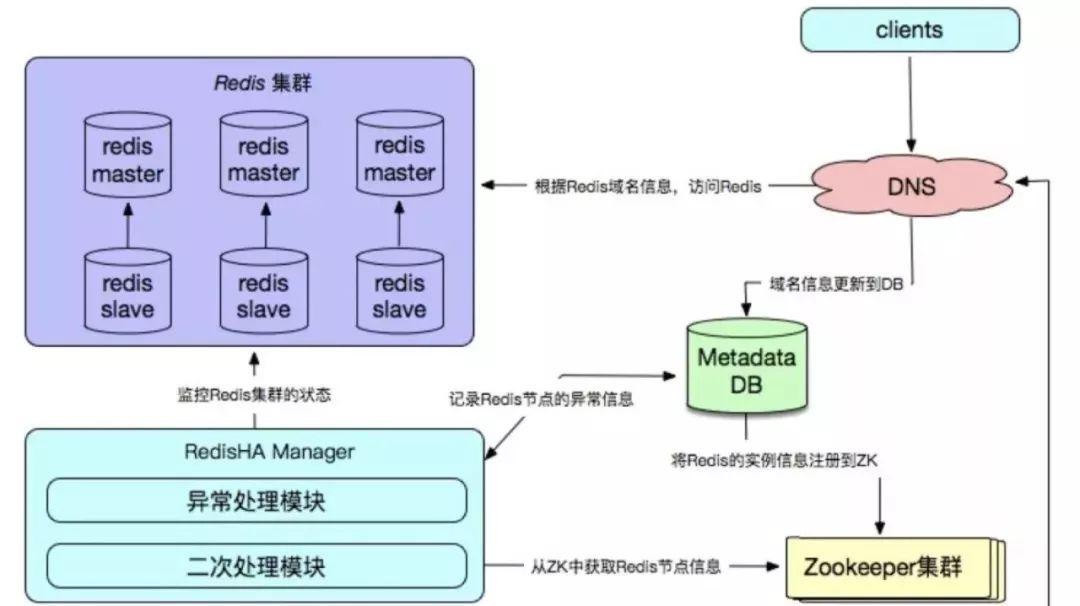 clients
Redis 集群
redis
master
redis
master
redis
master
根据Redis域名信息，访问Redis
DNS
redis
slave
redis
slave
redis
slave
域名信息更新到DB
Metadata
DB
监控Redis集群的状态
记录Redis节点的异常信息
RedisHA Manager
将Redis的实例信息注册到ZK
异常处理模块
二次处理模块
从ZK中获取Redis节点信息
Zookeeper集群